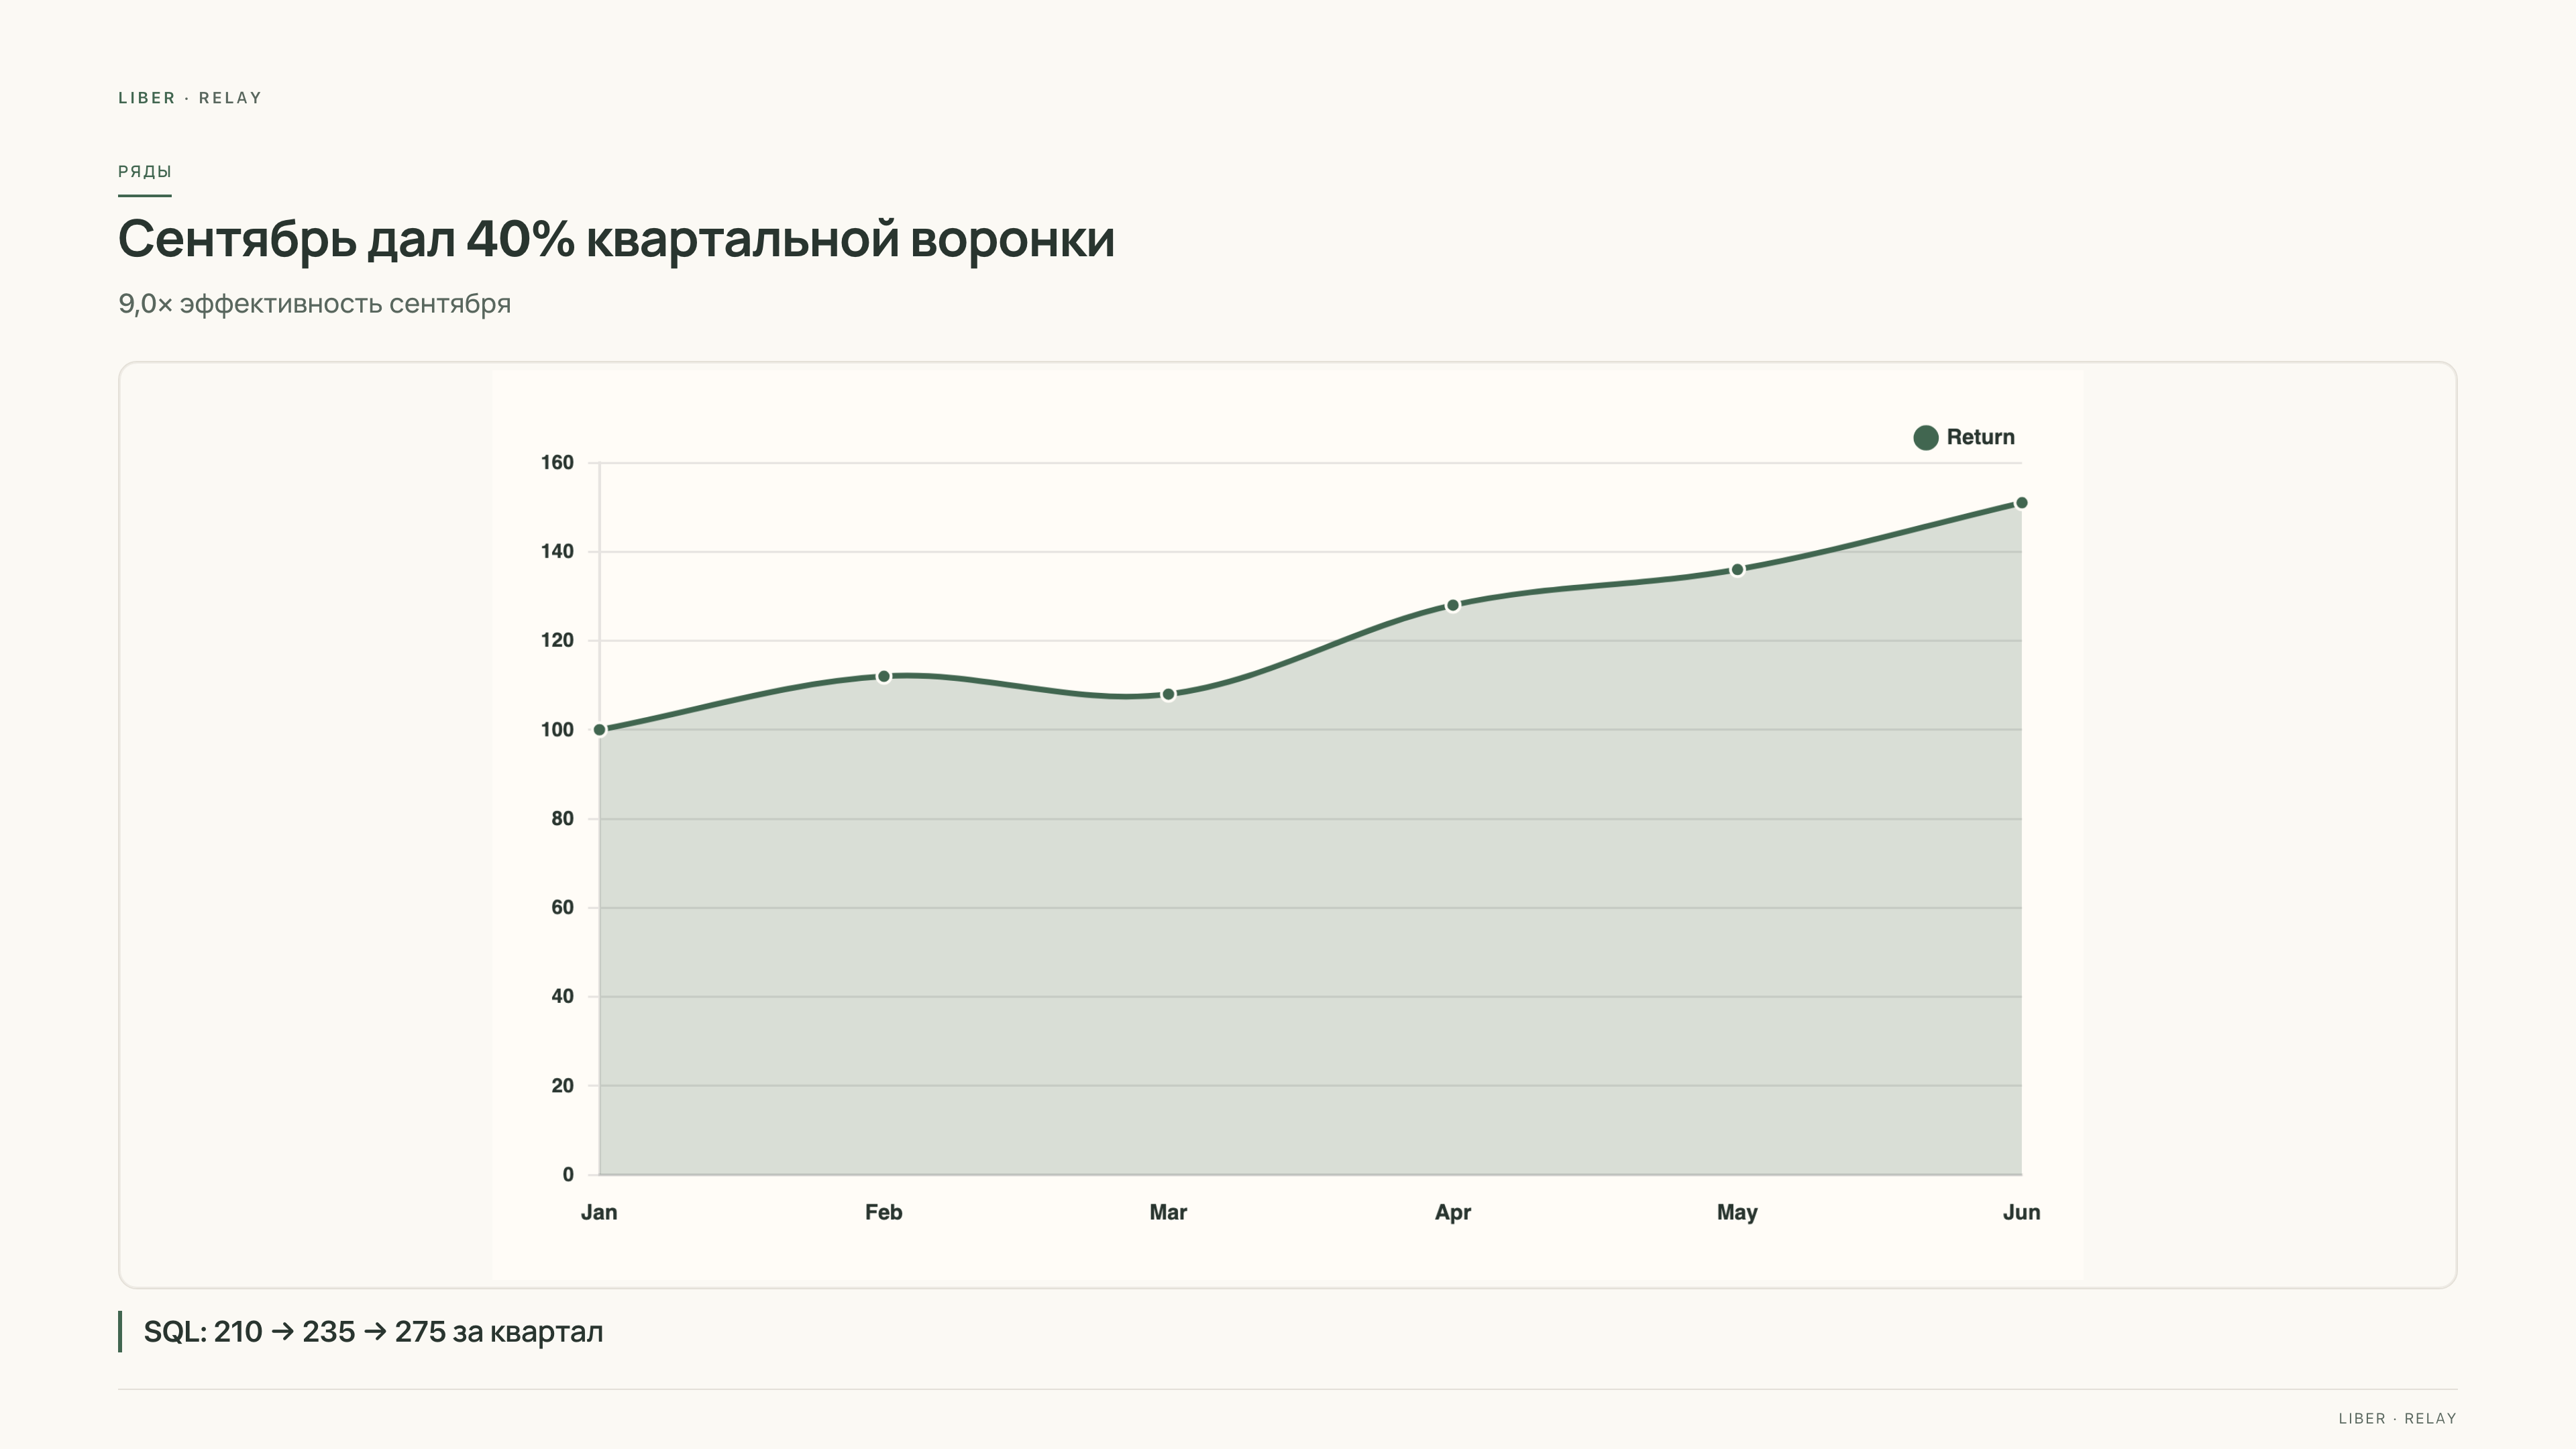 LIBER · RELAY
РЯДЫ
Сентябрь дал 40% квартальной воронки
9,0× эффективность сентября
Return
160
140
120
100
80
60
40
20
0
Jan Feb Mar Apr May Jun
SQL: 210 → 235 → 275 за квартал
LIBER · RELAY